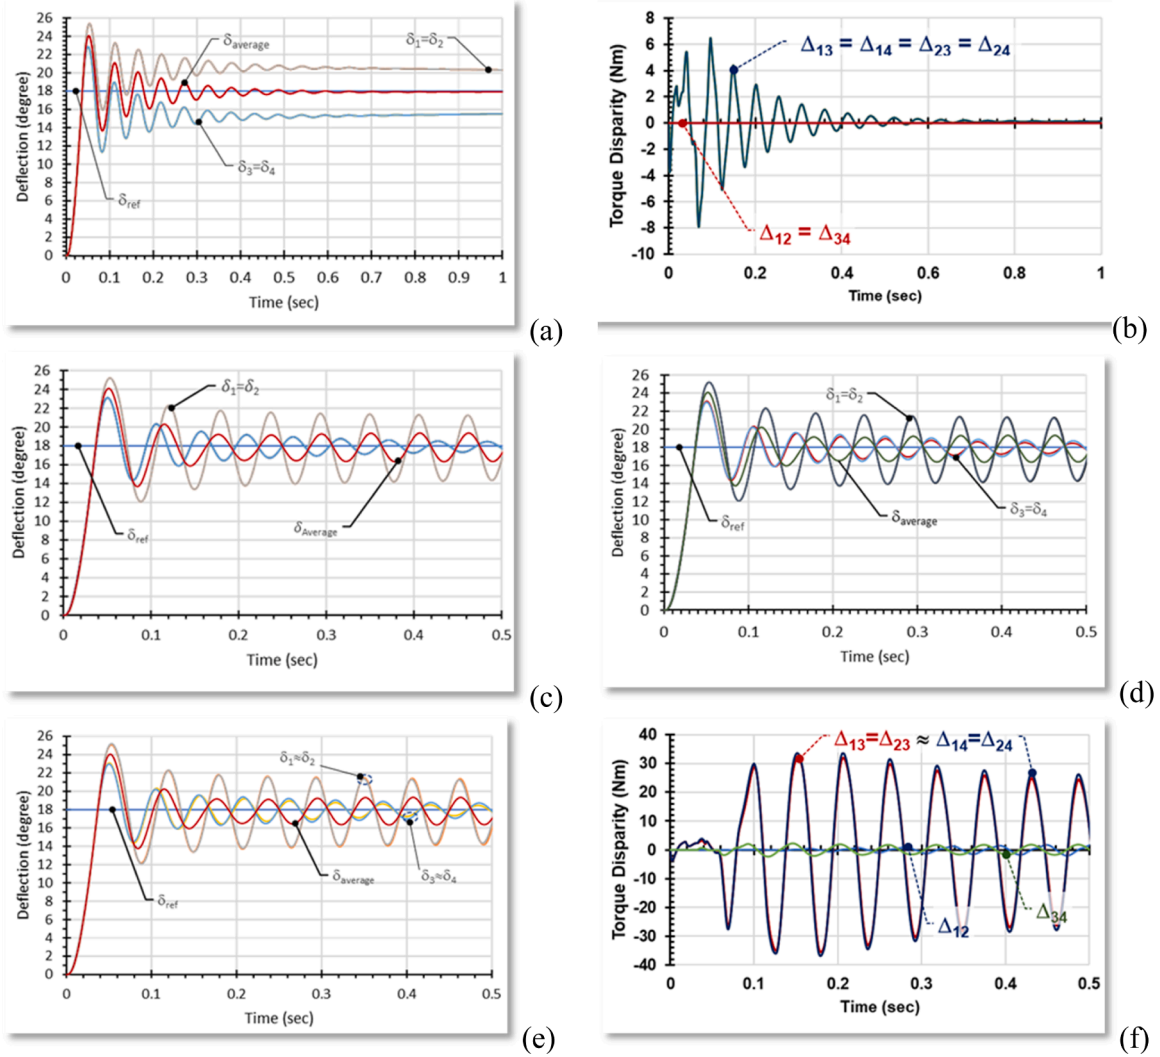 26
24
22
20
18
16
14
12
10
8
6
4
2
0
Deflection (degree)
δaverage
δ1=δ2
δ3=δ4
δref
0 0.1 0.2 0.3 0.4 0.5 0.6 0.7 0.8 0.9 1
Time (sec)
(a)
8
6
4
2
0
-2
-4
-6
-8
-10
Torque Disparity (Nm)
Δ13 = Δ14 = Δ23 = Δ24
Δ12 = Δ34
0 0.2 0.4 0.6 0.8 1
Time (sec)
(b)
26
24
22
20
18
16
14
12
10
8
6
4
2
0
Deflection (degree)
δ1=δ2
δref
δAverage
0 0.1 0.2 0.3 0.4 0.5
Time (sec)
(c)
26
24
22
20
18
16
14
12
10
8
6
4
2
0
Deflection (degree)
δ1=δ2
δref
δaverage
δ3=δ4
0 0.1 0.2 0.3 0.4 0.5
Time (sec)
(d)
26
24
22
20
18
16
14
12
10
8
6
4
2
0
Deflection (degree)
δ1≈δ2
δaverage
δ3≈δ4
δref
0 0.1 0.2 0.3 0.4 0.5
Time (sec)
(e)
40
30
20
10
0
-10
-20
-30
-40
Torque Disparity (Nm)
Δ13=Δ23 ≈ Δ14=Δ24
Δ34
Δ12
0 0.1 0.2 0.3 0.4 0.5
Time (sec)
(f)